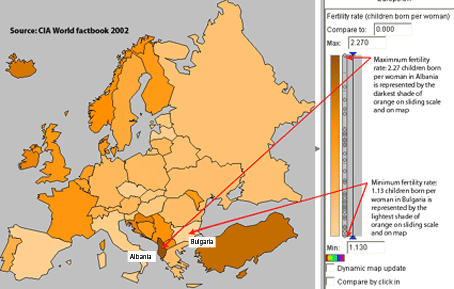 Source: CIA World factbook 2002
Fertility rate (children born per woman)
Compare to: 0.000
Max: 2.270
Maximnum fertility
rate: 2.27 children born
per woman in Albania
is represented by the
darkest shade of
orange on sliding scale
and on map
Minimum fertility rate:
1.13 children born per
woman in Bulgaria is
represented by the
lightest shade of
orange on sliding scale
and on map
Bulgaria
Albania
Min: 1.130
Dynamic map update
Compare by click in